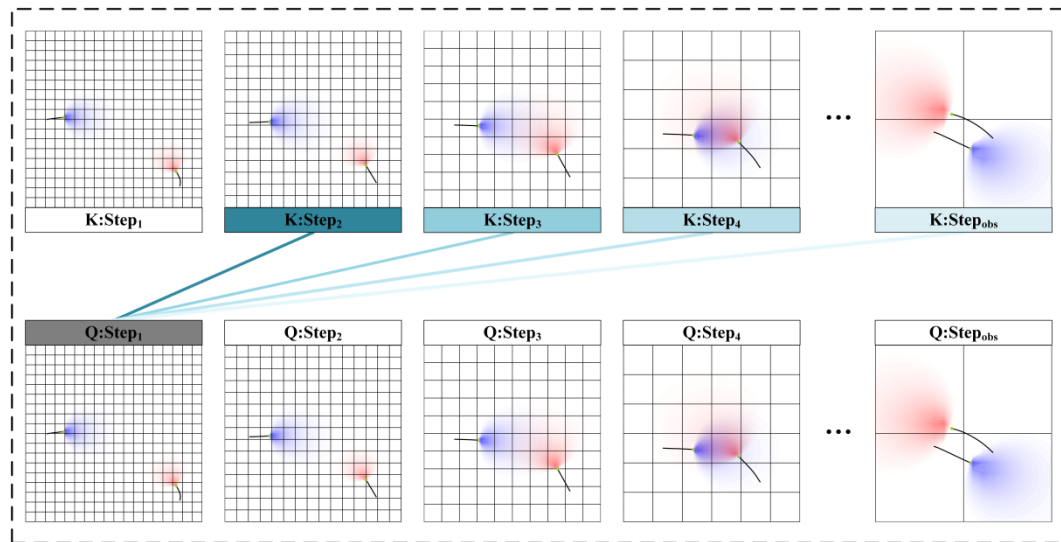 K:Step₁ K:Step₂ K:Step₃ K:Step₄ ... K:Stepₒbₛ
Q:Step₁ Q:Step₂ Q:Step₃ Q:Step₄ ... Q:Stepₒbₛ